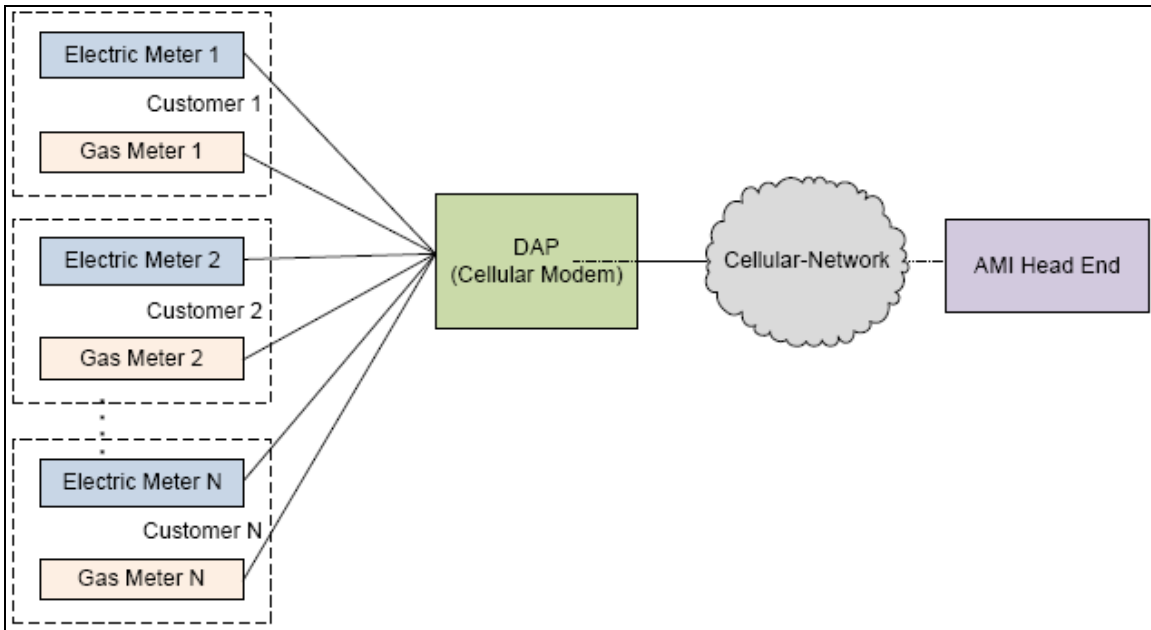 Electric Meter 1
Customer 1
Gas Meter 1
Electric Meter 2
Customer 2
Gas Meter 2
Electric Meter N
Customer N
Gas Meter N
DAP
(Cellular Modem)
Cellular-Network
AMI Head End